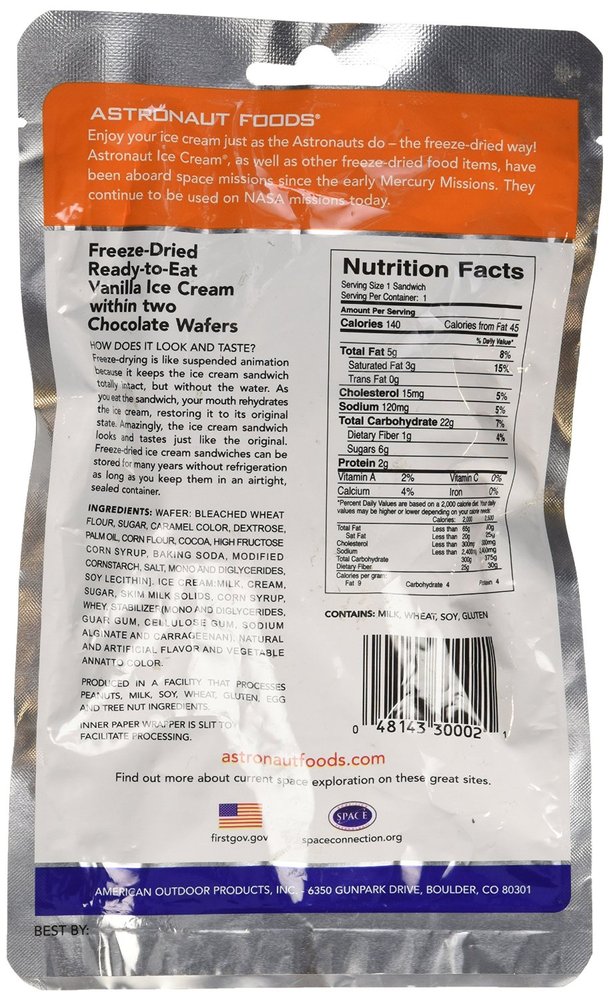 ASTRONAUT FOODS®
Enjoy your ice cream just as the Astronauts do – the freeze-dried way!
Astronaut Ice Cream®, as well as other freeze-dried food items, have
been aboard space missions since the early Mercury Missions. They
continue to be used on NASA missions today.
Freeze-Dried
Ready-to-Eat
Vanilla Ice Cream
within two
Chocolate Wafers
HOW DOES IT LOOK AND TASTE?
Freeze-drying is like suspended animation
because it keeps the ice cream sandwich
totally intact, but without the water. As
you eat the sandwich, your mouth rehydrates
the ice cream, restoring it to its original
state. Amazingly, the ice cream sandwich
looks and tastes just like the original.
Freeze-dried ice cream sandwiches can be
stored for many years without refrigeration
as long as you keep them in an airtight,
sealed container.
INGREDIENTS: WAFER: BLEACHED WHEAT
FLOUR, SUGAR, CARAMEL COLOR, DEXTROSE,
PALM OIL, CORN FLOUR, COCOA, HIGH FRUCTOSE
CORN SYRUP, BAKING SODA, MODIFIED
CORNSTARCH, SALT, MONO AND DIGLYCERIDES,
SOY LECITHIN]. ICE CREAM:MILK, CREAM,
SUGAR, SKIM MILK SOLIDS, CORN SYRUP,
WHEY, STABILIZER (MONO AND DIGLYCERIDES,
GUAR GUM, CELLULOSE GUM, SODIUM
ALGINATE AND CARRAGEENAN), NATURAL
AND ARTIFICIAL FLAVOR AND VEGETABLE
ANNATTO COLOR.
PRODUCED IN A FACILITY THAT PROCESSES
PEANUTS, MILK, SOY, WHEAT, GLUTEN, EGG
AND TREE NUT INGREDIENTS.
INNER PAPER WRAPPER IS SLIT TO
FACILITATE PROCESSING.
Nutrition Facts
Serving Size 1 Sandwich
Serving Per Container: 1
Amount Per Serving
Calories 140 Calories from Fat 45
% Daily Value*
Total Fat 5g 8%
Saturated Fat 3g 15%
Trans Fat 0g
Cholesterol 15mg 5%
Sodium 120mg 5%
Total Carbohydrate 22g 7%
Dietary Fiber 1g 4%
Sugars 6g
Protein 2g
Vitamin A 2% Vitamin C 0%
Calcium 4% Iron 0%
*Percent Daily Values are based on a 2,000 calorie diet. Your daily
values may be higher or lower depending on your calorie needs:
Calories: 2,000 2,500
Total Fat Less than 65g 80g
Sat Fat Less than 20g 25g
Cholesterol Less than 300mg 300mg
Sodium Less than 2,400mg 2,400mg
Total Carbohydrate 300g 375g
Dietary Fiber 25g 30g
Calories per gram:
Fat 9 Carbohydrate 4 Protein 4
CONTAINS: MILK, WHEAT, SOY, GLUTEN
0 48143 30002 1
astronautfoods.com
Find out more about current space exploration on these great sites.
SPACE
firstgov.gov spaceconnection.org
AMERICAN OUTDOOR PRODUCTS, INC. - 6350 GUNPARK DRIVE, BOULDER, CO 80301
BEST BY: